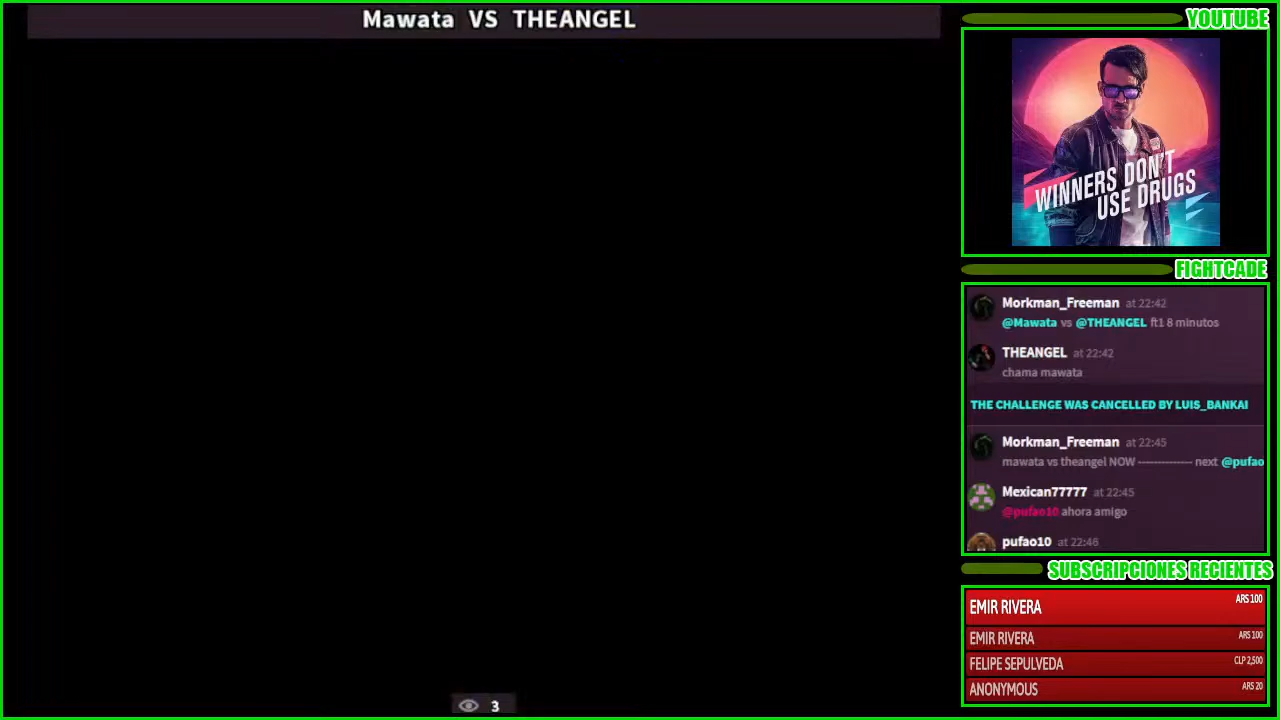 Mawata VS THEANGEL
3
YOUTUBE
WINNERS DON'T
USE DRUGS
FIGHTCADE
Morkman_Freeman at 22:42
@Mawata vs @THEANGEL ft1 8 minutos
THEANGEL at 22:42
chama mawata
THE CHALLENGE WAS CANCELLED BY LUIS_BANKAI
Morkman_Freeman at 22:45
mawata vs theangel NOW -------------- next @pufao
Mexican77777 at 22:45
@pufao10 ahora amigo
pufao10 at 22:46
SUBSCRIPCIONES RECIENTES
EMIR RIVERA ARS 100
EMIR RIVERA ARS 100
FELIPE SEPULVEDA CLP 2,500
ANONYMOUS ARS 20